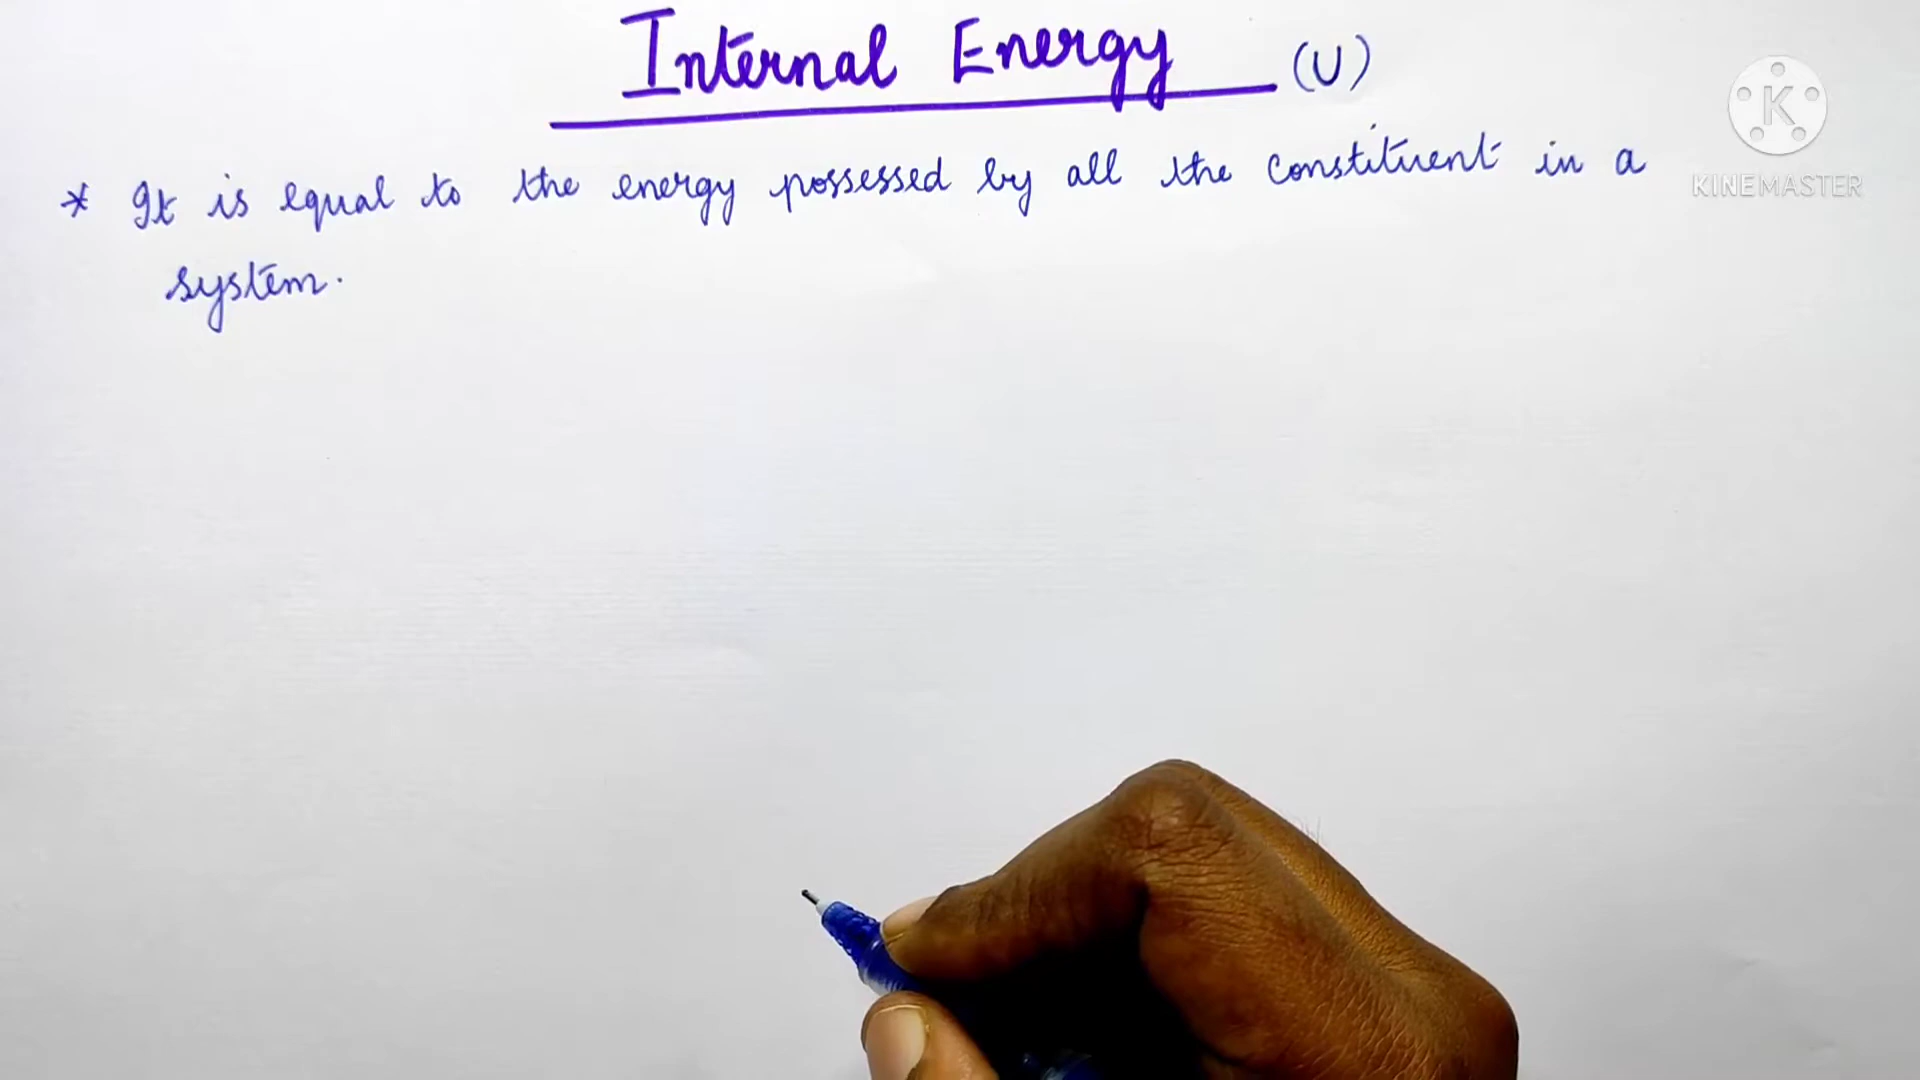 Internal Energy (U)
* It is equal to the energy possessed by all the constituent in a
system.
K
KINEMASTER